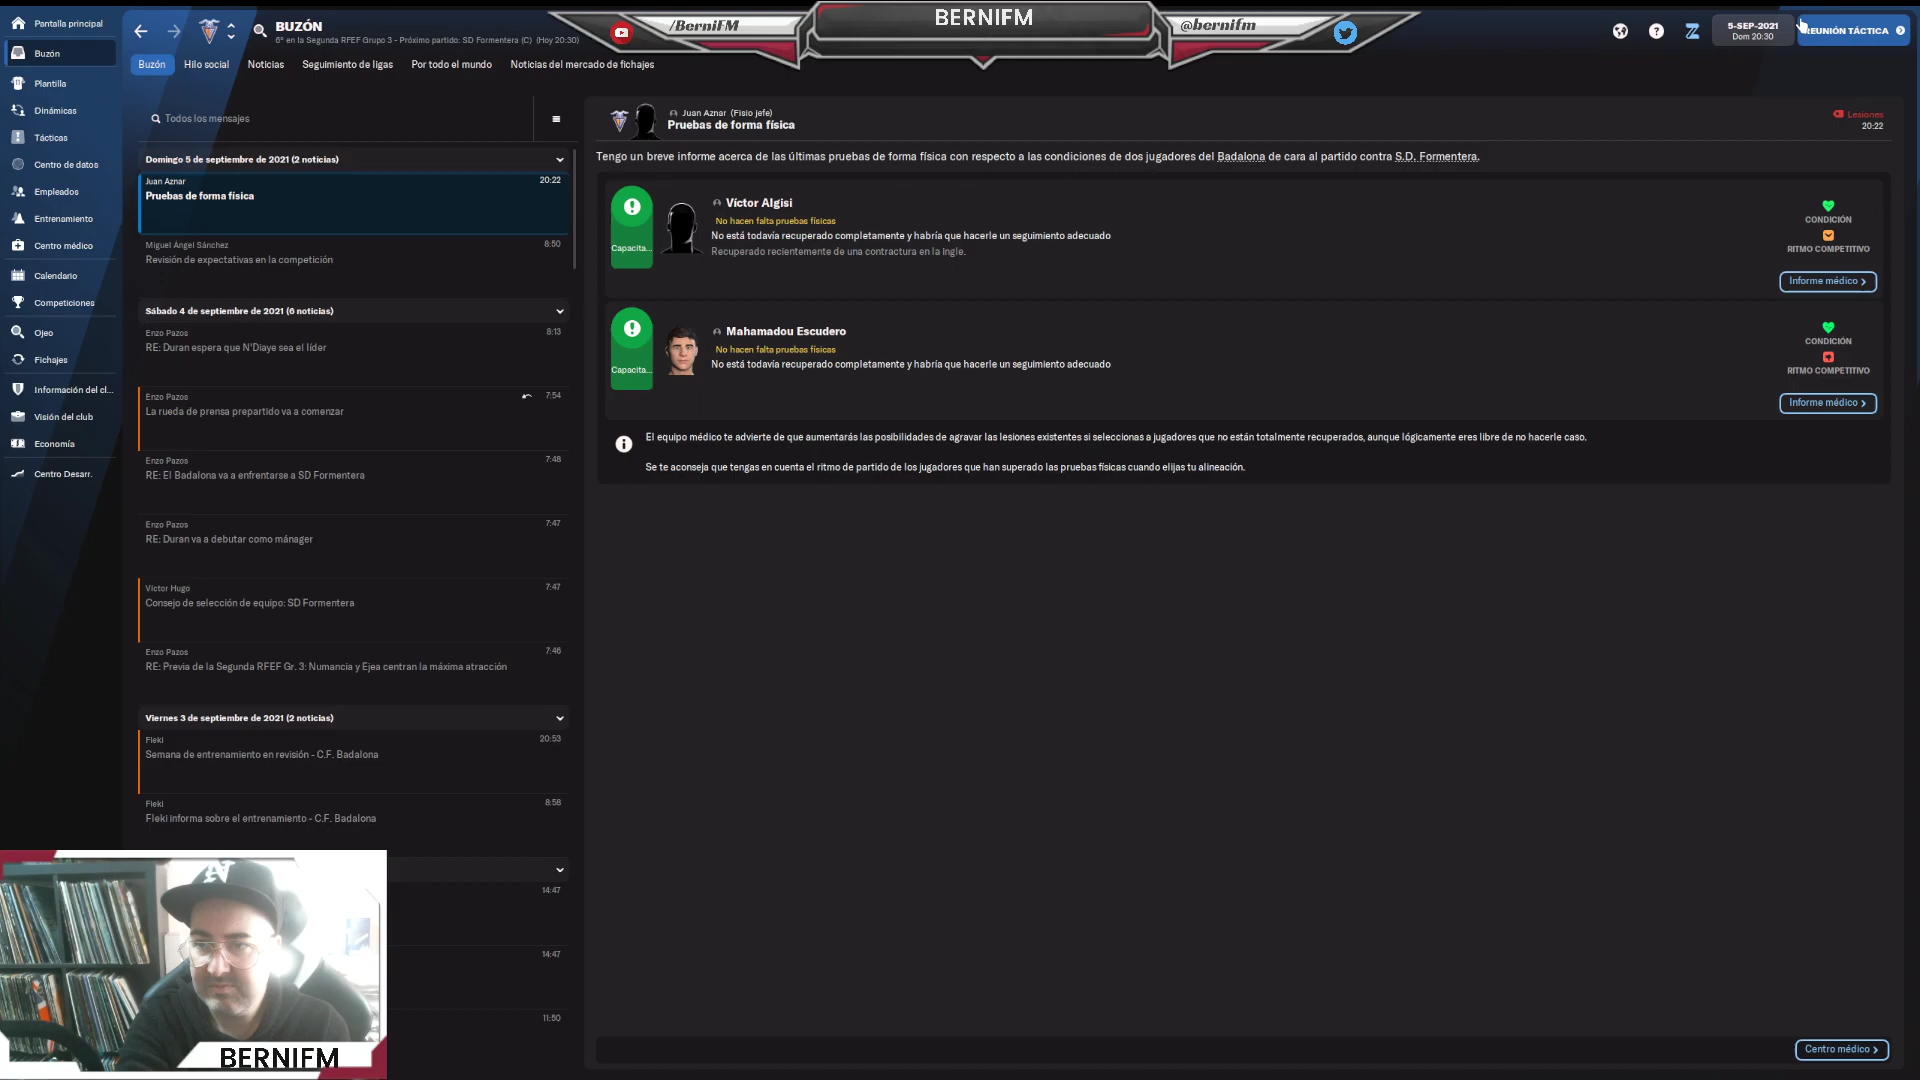 Pantalla principal
Buzón
Plantilla
Dinámicas
Tácticas
Centro de datos
Empleados
Entrenamiento
Centro médico
Calendario
Competiciones
Ojeo
Fichajes
Información del cl...
Visión del club
Economía
Centro Desarr.
BUZÓN
6º en la Segunda RFEF Grupo 3 - Próximo partido: SD Formentera (C) (Hoy 20:30)
/BerniFM
BERNIFM
@bernifm
5-SEP-2021
Dom 20:30
REUNIÓN TÁCTICA
Buzón
Hilo social
Noticias
Seguimiento de ligas
Por todo el mundo
Noticias del mercado de fichajes
Todos los mensajes
Domingo 5 de septiembre de 2021 (2 noticias)
Juan Aznar 20:22
Pruebas de forma física
Miguel Ángel Sánchez 8:50
Revisión de expectativas en la competición
Sábado 4 de septiembre de 2021 (6 noticias)
Enzo Pazos 8:13
RE: Duran espera que N'Diaye sea el líder
Enzo Pazos 7:54
La rueda de prensa prepartido va a comenzar
Enzo Pazos 7:48
RE: El Badalona va a enfrentarse a SD Formentera
Enzo Pazos 7:47
RE: Duran va a debutar como mánager
Víctor Hugo 7:47
Consejo de selección de equipo: SD Formentera
Enzo Pazos 7:46
RE: Previa de la Segunda RFEF Gr. 3: Numancia y Ejea centran la máxima atracción
Viernes 3 de septiembre de 2021 (2 noticias)
Fleki 20:53
Semana de entrenamiento en revisión - C.F. Badalona
Fleki 8:58
Fleki informa sobre el entrenamiento - C.F. Badalona
14:47
14:47
11:50
Juan Aznar (Fisio jefe)
Pruebas de forma física
Lesiones
20:22
Tengo un breve informe acerca de las últimas pruebas de forma física con respecto a las condiciones de dos jugadores del Badalona de cara al partido contra S.D. Formentera.
Capacita...
Víctor Algisi
No hacen falta pruebas físicas
No está todavía recuperado completamente y habría que hacerle un seguimiento adecuado
Recuperado recientemente de una contractura en la ingle.
CONDICIÓN
RITMO COMPETITIVO
Informe médico
Capacita...
Mahamadou Escudero
No hacen falta pruebas físicas
No está todavía recuperado completamente y habría que hacerle un seguimiento adecuado
CONDICIÓN
RITMO COMPETITIVO
Informe médico
El equipo médico te advierte de que aumentarás las posibilidades de agravar las lesiones existentes si seleccionas a jugadores que no están totalmente recuperados, aunque lógicamente eres libre de no hacerle caso.
Se te aconseja que tengas en cuenta el ritmo de partido de los jugadores que han superado las pruebas físicas cuando elijas tu alineación.
Centro médico
BERNIFM